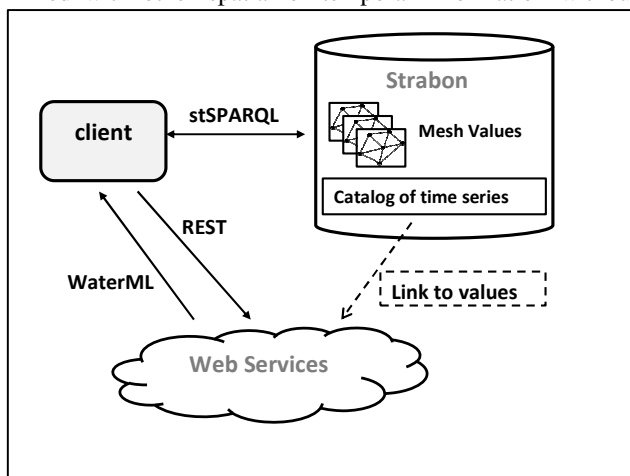 Strabon
stSPARQL
client
Mesh Values
Catalog of time series
REST
WaterML
Link to values
Web Services